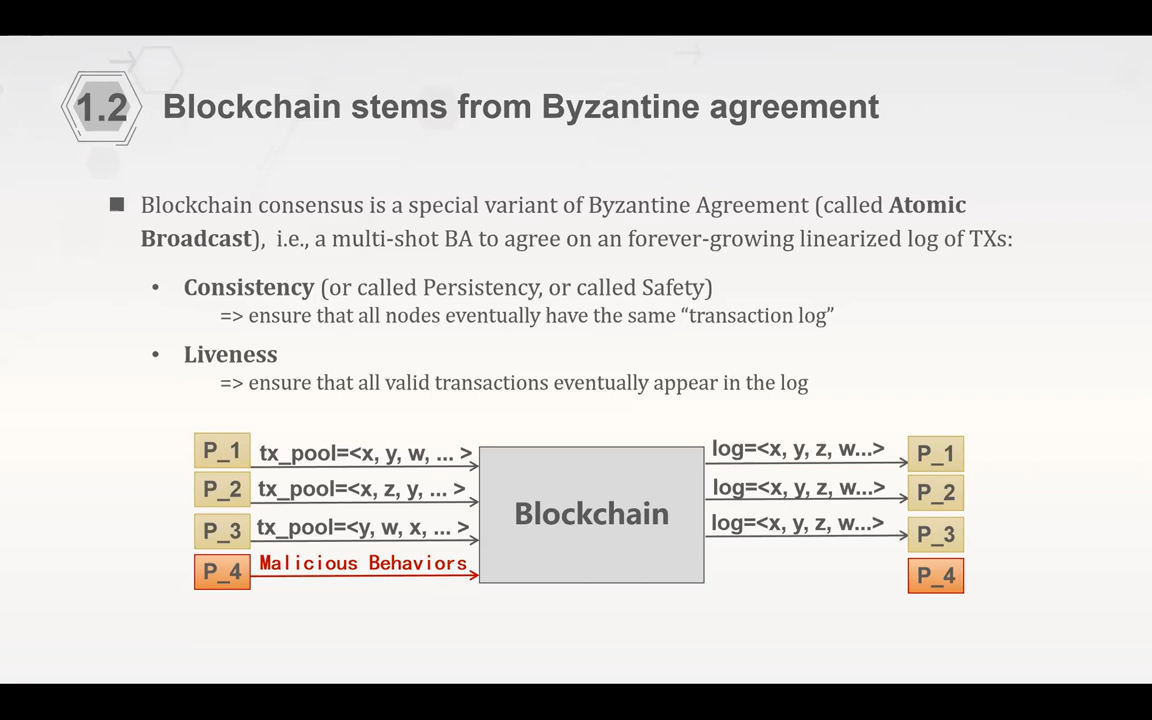 1.2 Blockchain stems from Byzantine agreement
■ Blockchain consensus is a special variant of Byzantine Agreement (called Atomic
Broadcast), i.e., a multi-shot BA to agree on an forever-growing linearized log of TXs:
• Consistency (or called Persistency, or called Safety)
=> ensure that all nodes eventually have the same “transaction log”
• Liveness
=> ensure that all valid transactions eventually appear in the log
P_1 tx_pool=<x, y, w, ... > log=<x, y, z, w...> P_1
P_2 tx_pool=<x, z, y, ... > log=<x, y, z, w...> P_2
Blockchain
P_3 tx_pool=<y, w, x, ... > log=<x, y, z, w...> P_3
P_4 Malicious Behaviors P_4